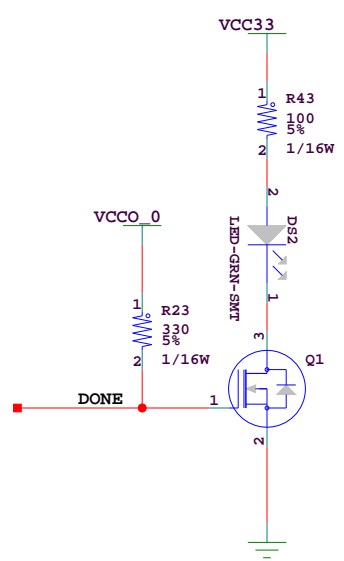 VCC33
1
R43
100
5%
2
1/16W
2
DS2
LED-GRN-SMT
1
VCCO_0
1
R23
330
5%
2
1/16W
3
Q1
DONE
1
2